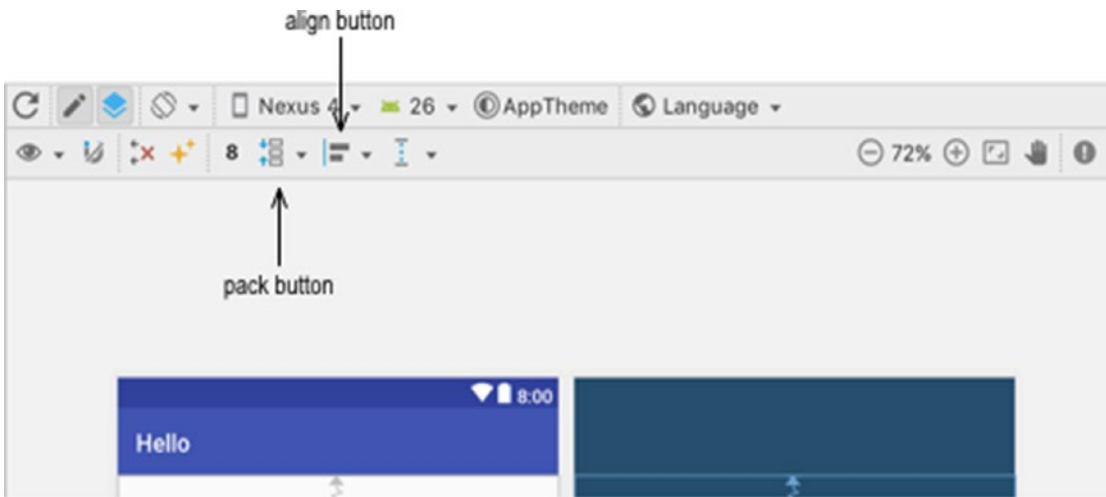 align button
Nexus 4 26 AppTheme Language
8 72%
pack button
8:00
Hello